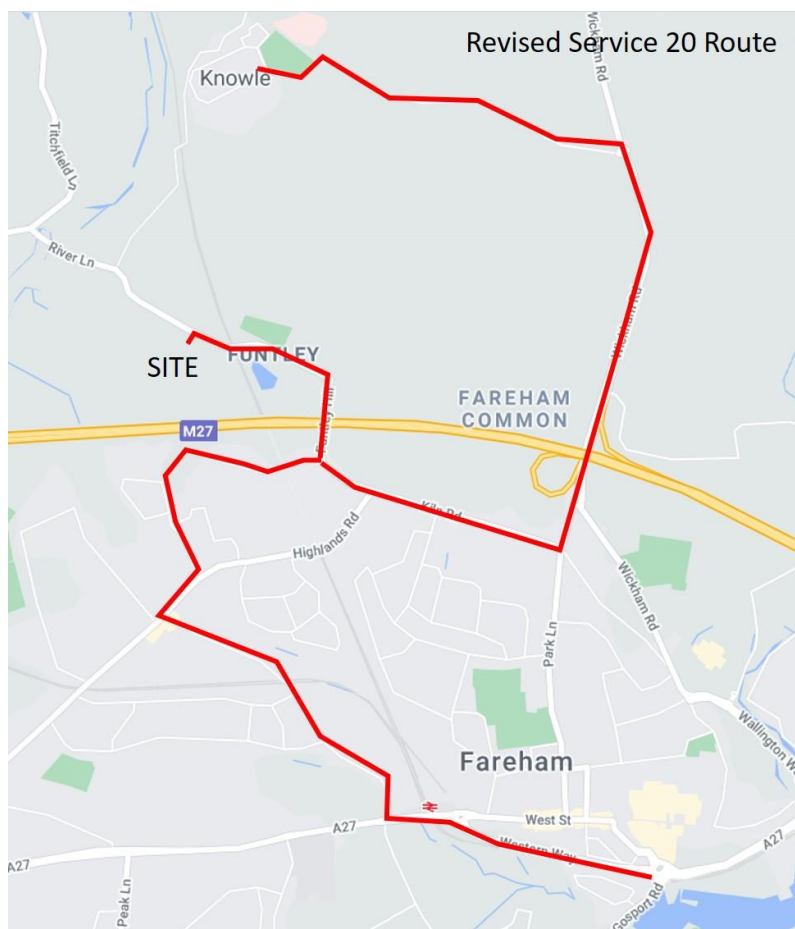 Revised Service 20 Route
Wickham Rd
Knowle
Titchfield Ln
River Ln
Wickham Rd
SITE
FUNTLEY
Funtley Hill
FAREHAM
COMMON
M27
Kiln Rd
Highlands Rd
Wickham Rd
Park Ln
Wallington
Fareham
West St
A27
Western Way
A27
A27
Peak Ln
Gosport Rd